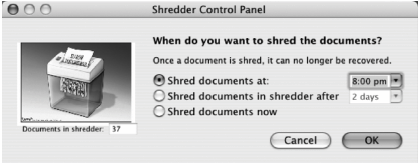 Shredder Control Panel
When do you want to shred the documents?
Once a document is shred, it can no longer be recovered.
Shred documents at: 8:00 pm
Shred documents in shredder after 2 days
Shred documents now
Documents in shredder: 37
Cancel OK